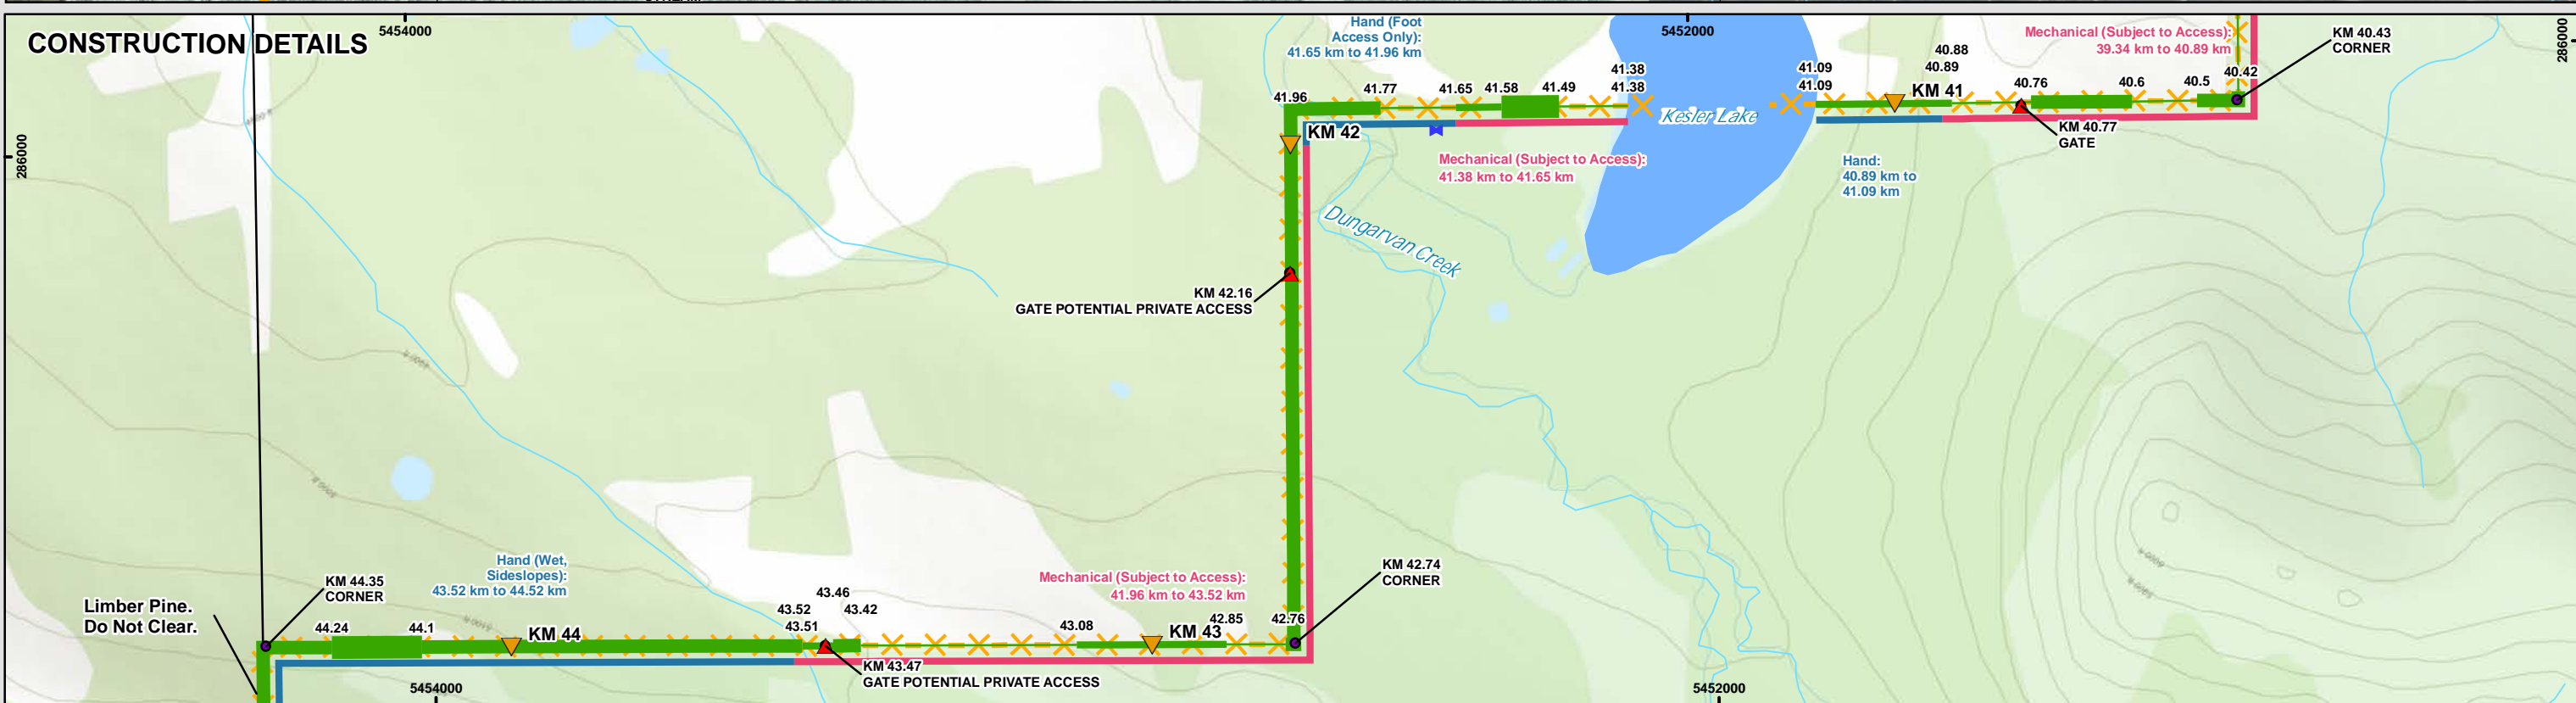 CONSTRUCTION DETAILS
5454000
Hand (Foot
Access Only):
41.65 km to 41.96 km
5452000
Mechanical (Subject to Access):
39.34 km to 40.89 km
KM 40.43
CORNER
286000
286000
41.96
41.77
41.65
41.58
41.49
41.38
41.38
Kesler Lake
41.09
41.09
40.88
40.89
KM 41
40.76
40.6
40.5
40.42
KM 42
KM 40.77
GATE
Mechanical (Subject to Access):
41.38 km to 41.65 km
Hand:
40.89 km to
41.09 km
Dungarvan Creek
KM 42.16
GATE POTENTIAL PRIVATE ACCESS
Hand (Wet,
Sideslopes):
43.52 km to 44.52 km
Mechanical (Subject to Access):
41.96 km to 43.52 km
KM 42.74
CORNER
KM 44.35
CORNER
Limber Pine.
Do Not Clear.
44.24
44.1
KM 44
43.52
43.51
43.46
43.42
43.08
KM 43
42.85
42.76
KM 43.47
GATE POTENTIAL PRIVATE ACCESS
5454000
5452000